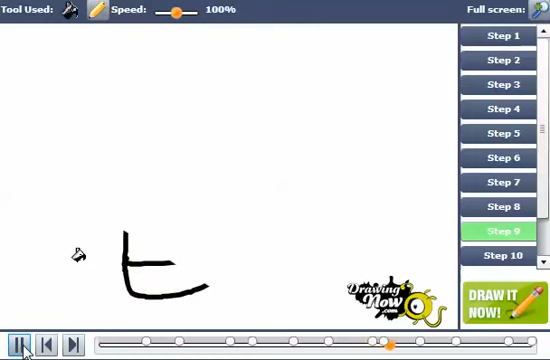 Tool Used: Speed: 100% Full screen:
Step 1
Step 2
Step 3
Step 4
Step 5
Step 6
Step 7
Step 8
Step 9
Step 10
Drawing
Now
.com
DRAW IT
NOW!